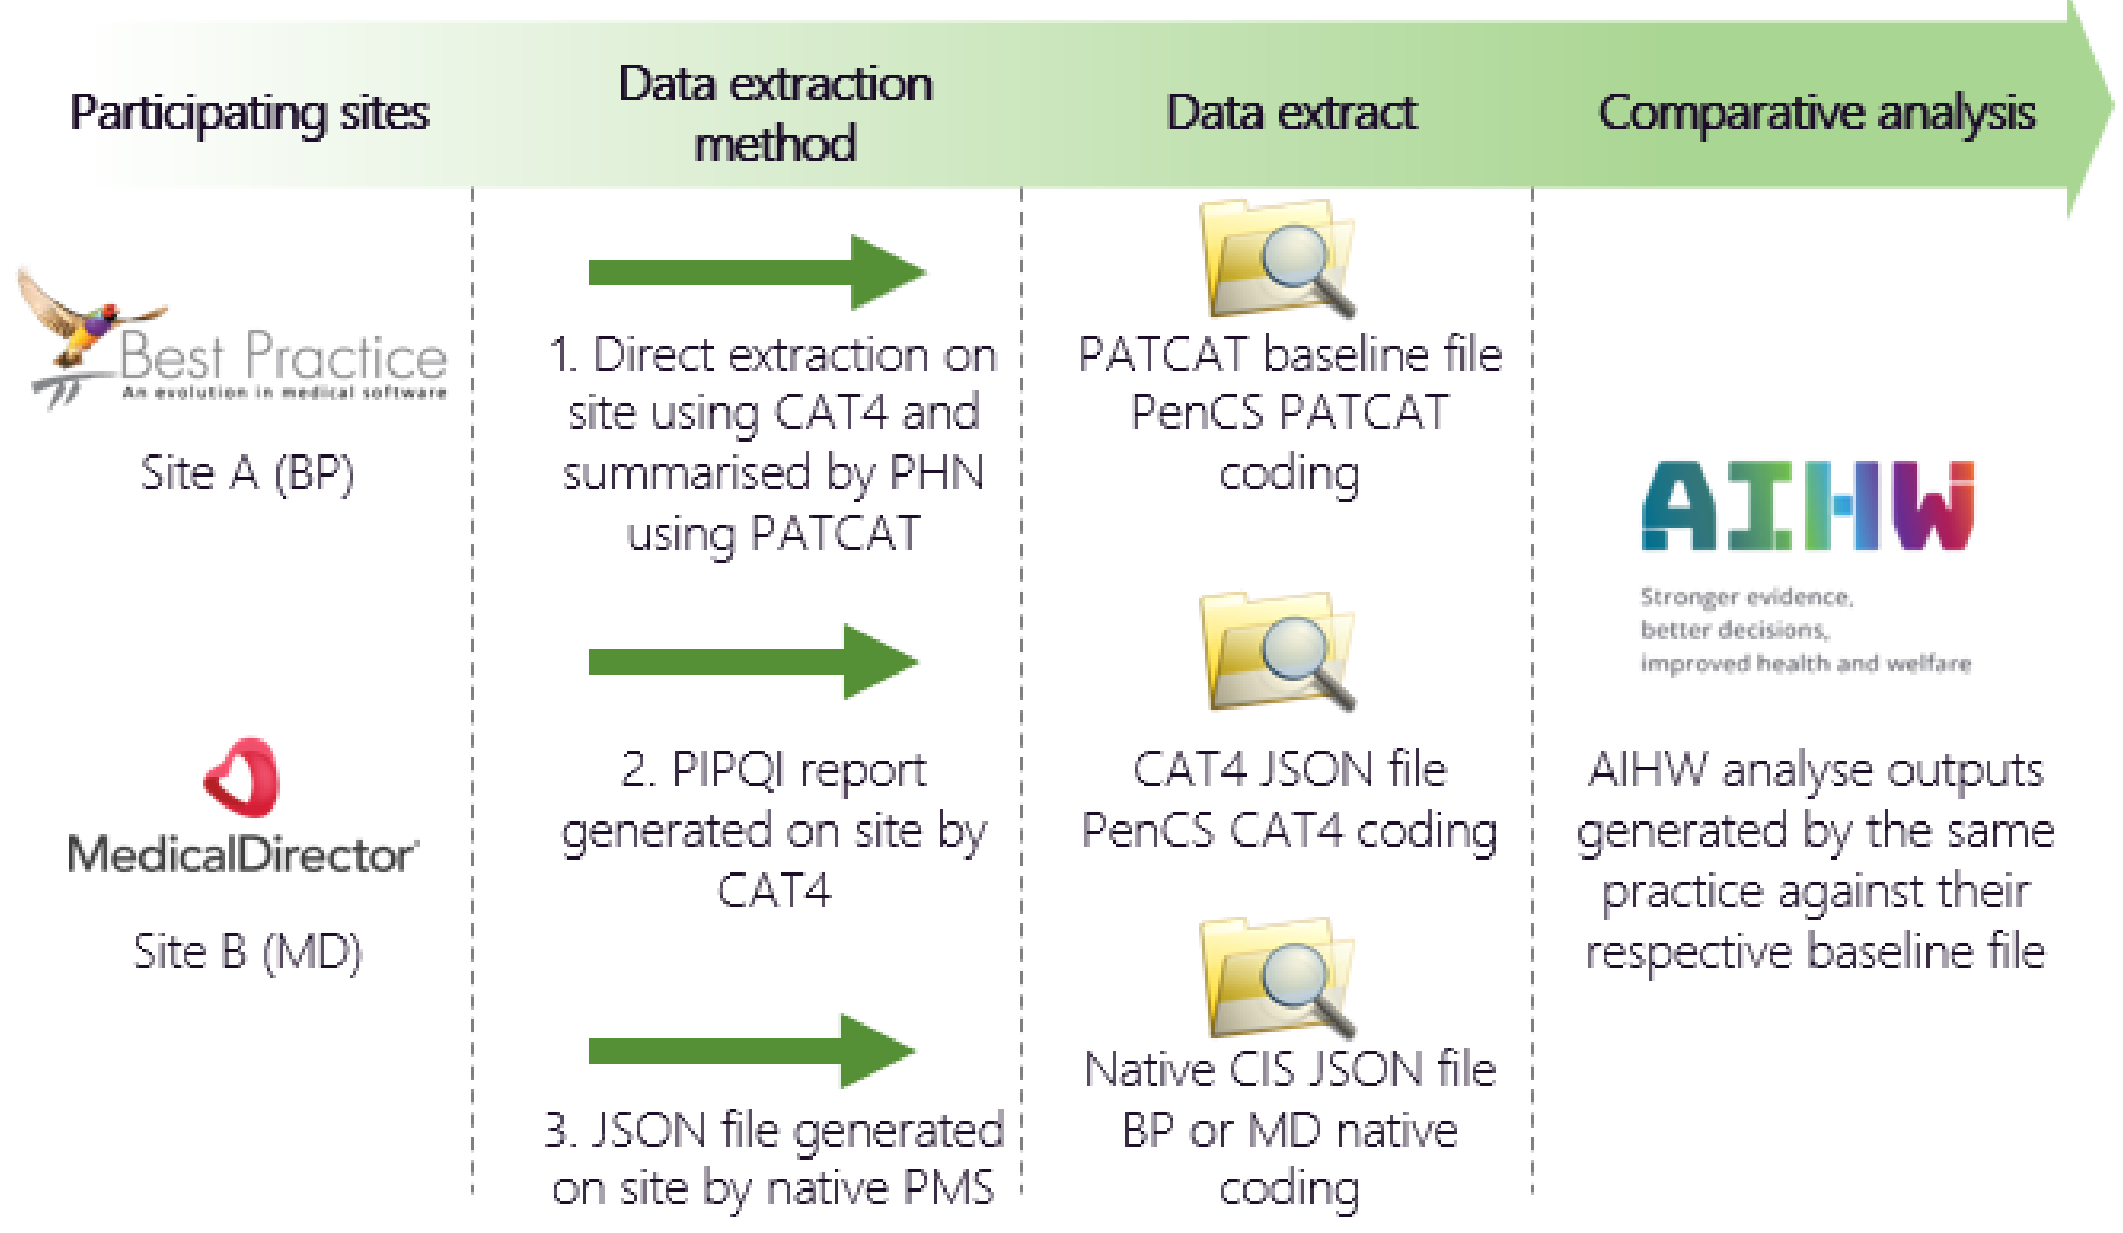 Participating sites
Data extraction
method
Data extract
Comparative analysis
Best Practice
An evolution in medical software
Site A (BP)
MedicalDirector
Site B (MD)
1. Direct extraction on
site using CAT4 and
summarised by PHN
using PATCAT
2. PIPQI report
generated on site by
CAT4
3. JSON file generated
on site by native PMS
PATCAT baseline file
PenCS PATCAT
coding
CAT4 JSON file
PenCS CAT4 coding
Native CIS JSON file
BP or MD native
coding
AIHW
Stronger evidence,
better decisions,
improved health and welfare
AIHW analyse outputs
generated by the same
practice against their
respective baseline file